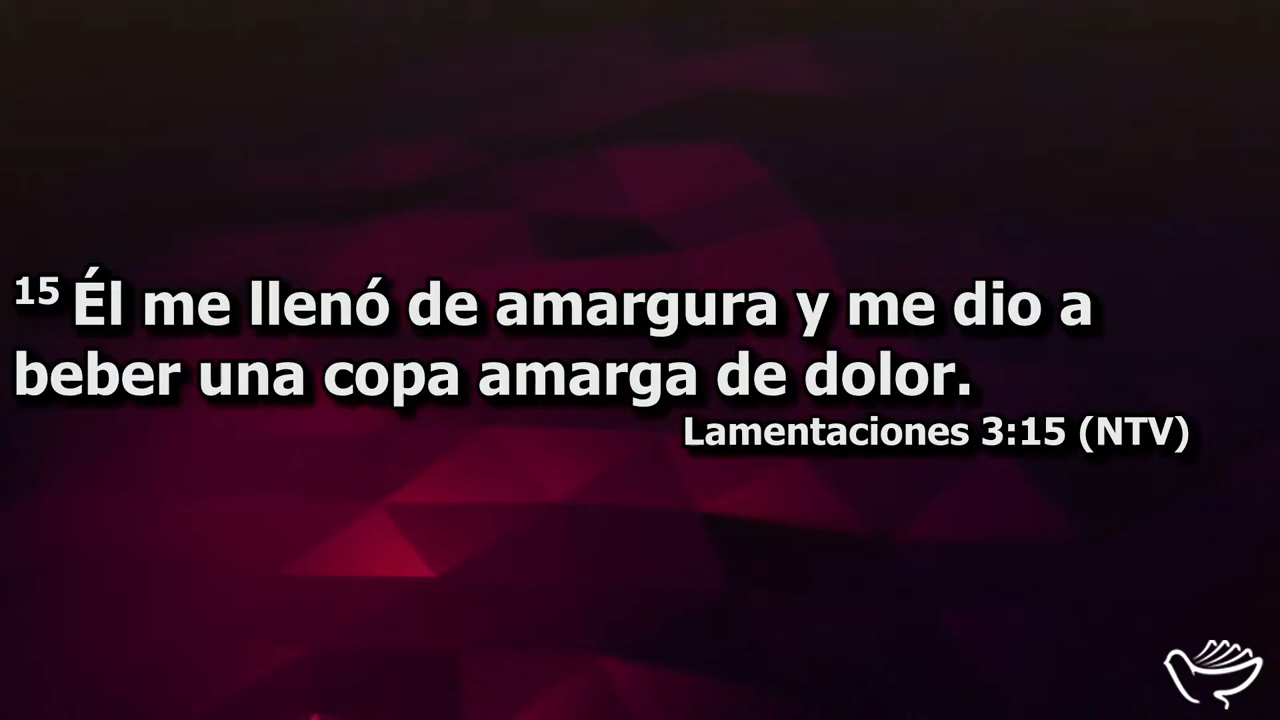 15 Él me llenó de amargura y me dio a
beber una copa amarga de dolor.
Lamentaciones 3:15 (NTV)